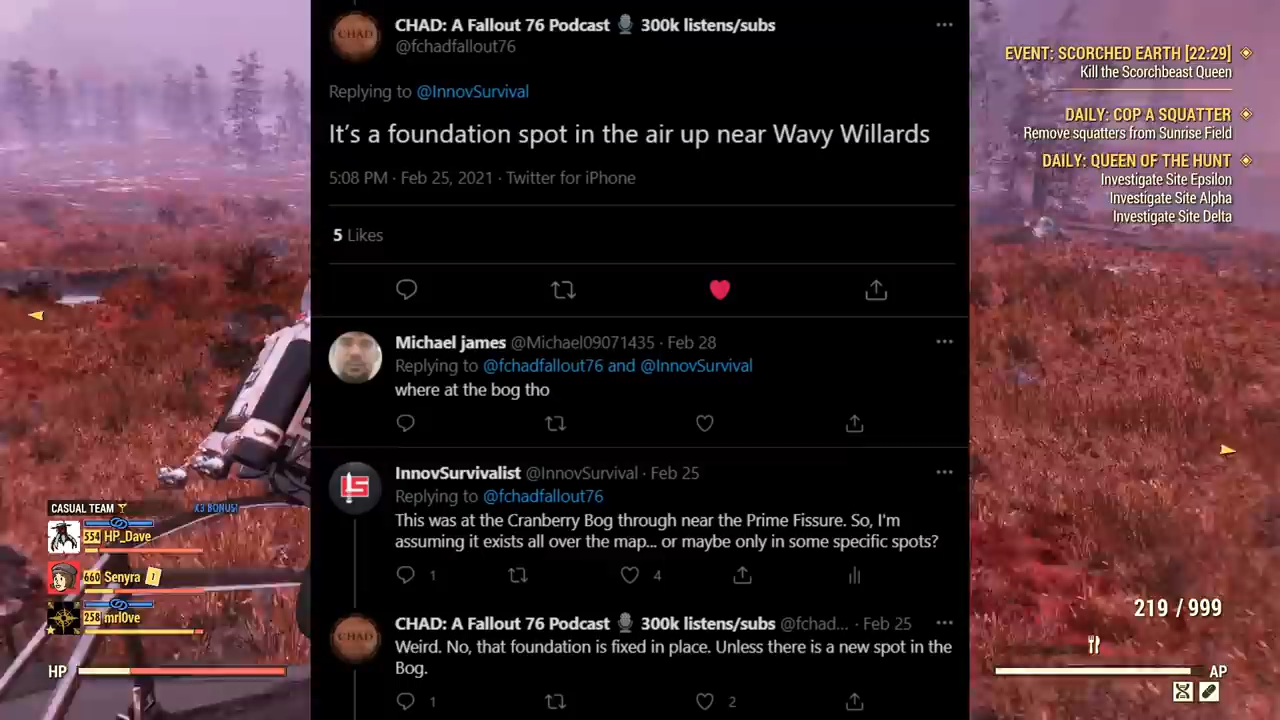 CHAD: A Fallout 76 Podcast 🎙 300k listens/subs
@fchadfallout76
Replying to @InnovSurvival
It’s a foundation spot in the air up near Wavy Willards
5:08 PM · Feb 25, 2021 · Twitter for iPhone
5 Likes
Michael james @Michael09071435 · Feb 28
Replying to @fchadfallout76 and @InnovSurvival
where at the bog tho
InnovSurvivalist @InnovSurvival · Feb 25
Replying to @fchadfallout76
This was at the Cranberry Bog through near the Prime Fissure. So, I'm
assuming it exists all over the map... or maybe only in some specific spots?
1 4
CHAD: A Fallout 76 Podcast 🎙 300k listens/subs @fchad... · Feb 25
Weird. No, that foundation is fixed in place. Unless there is a new spot in the
Bog.
1 2
CHAD
CHAD
EVENT: SCORCHED EARTH [22:29]
Kill the Scorchbeast Queen
DAILY: COP A SQUATTER
Remove squatters from Sunrise Field
DAILY: QUEEN OF THE HUNT
Investigate Site Epsilon
Investigate Site Alpha
Investigate Site Delta
CASUAL TEAM X3 BONUS!
554 HP_Dave
660 Senyra
258 mrl0ve
HP
219 / 999
AP